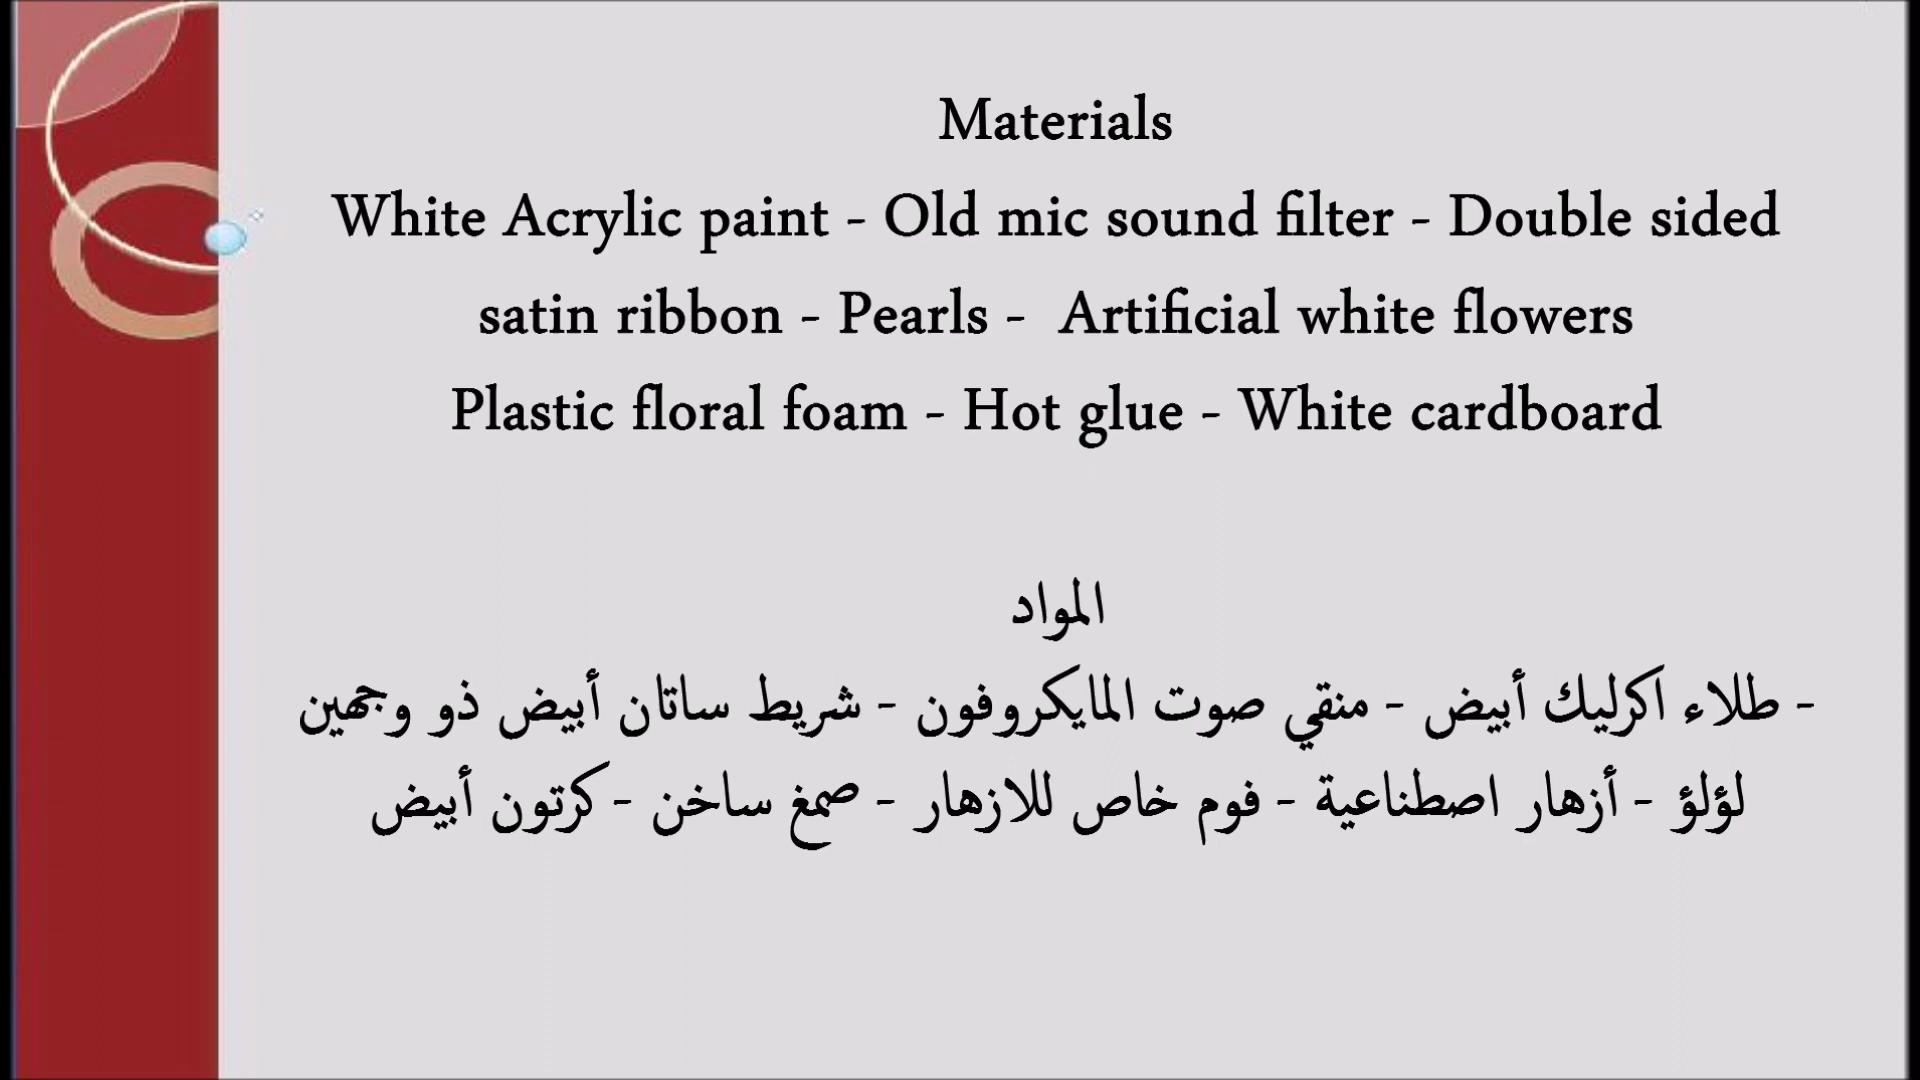 Materials
White Acrylic paint - Old mic sound filter - Double sided
satin ribbon - Pearls - Artificial white flowers
Plastic floral foam - Hot glue - White cardboard
المواد
- طلاء اكرليك أبيض - منقي صوت المايكروفون - شريط ساتان أبيض ذو وجهين
لؤلؤ - أزهار اصطناعية - فوم خاص للازهار - صمغ ساخن - كرتون أبيض